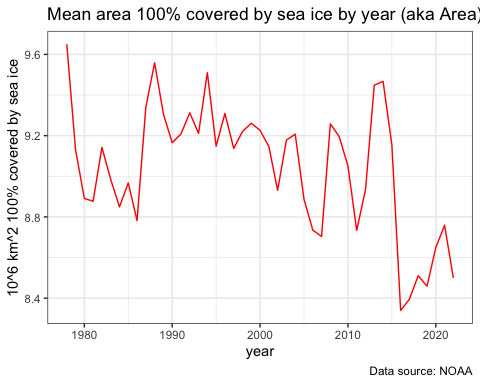 Mean area 100% covered by sea ice by year (aka Area)
10^6 km^2 100% covered by sea ice
9.6
9.2
8.8
8.4
1980 1990 2000 2010 2020
year
Data source: NOAA